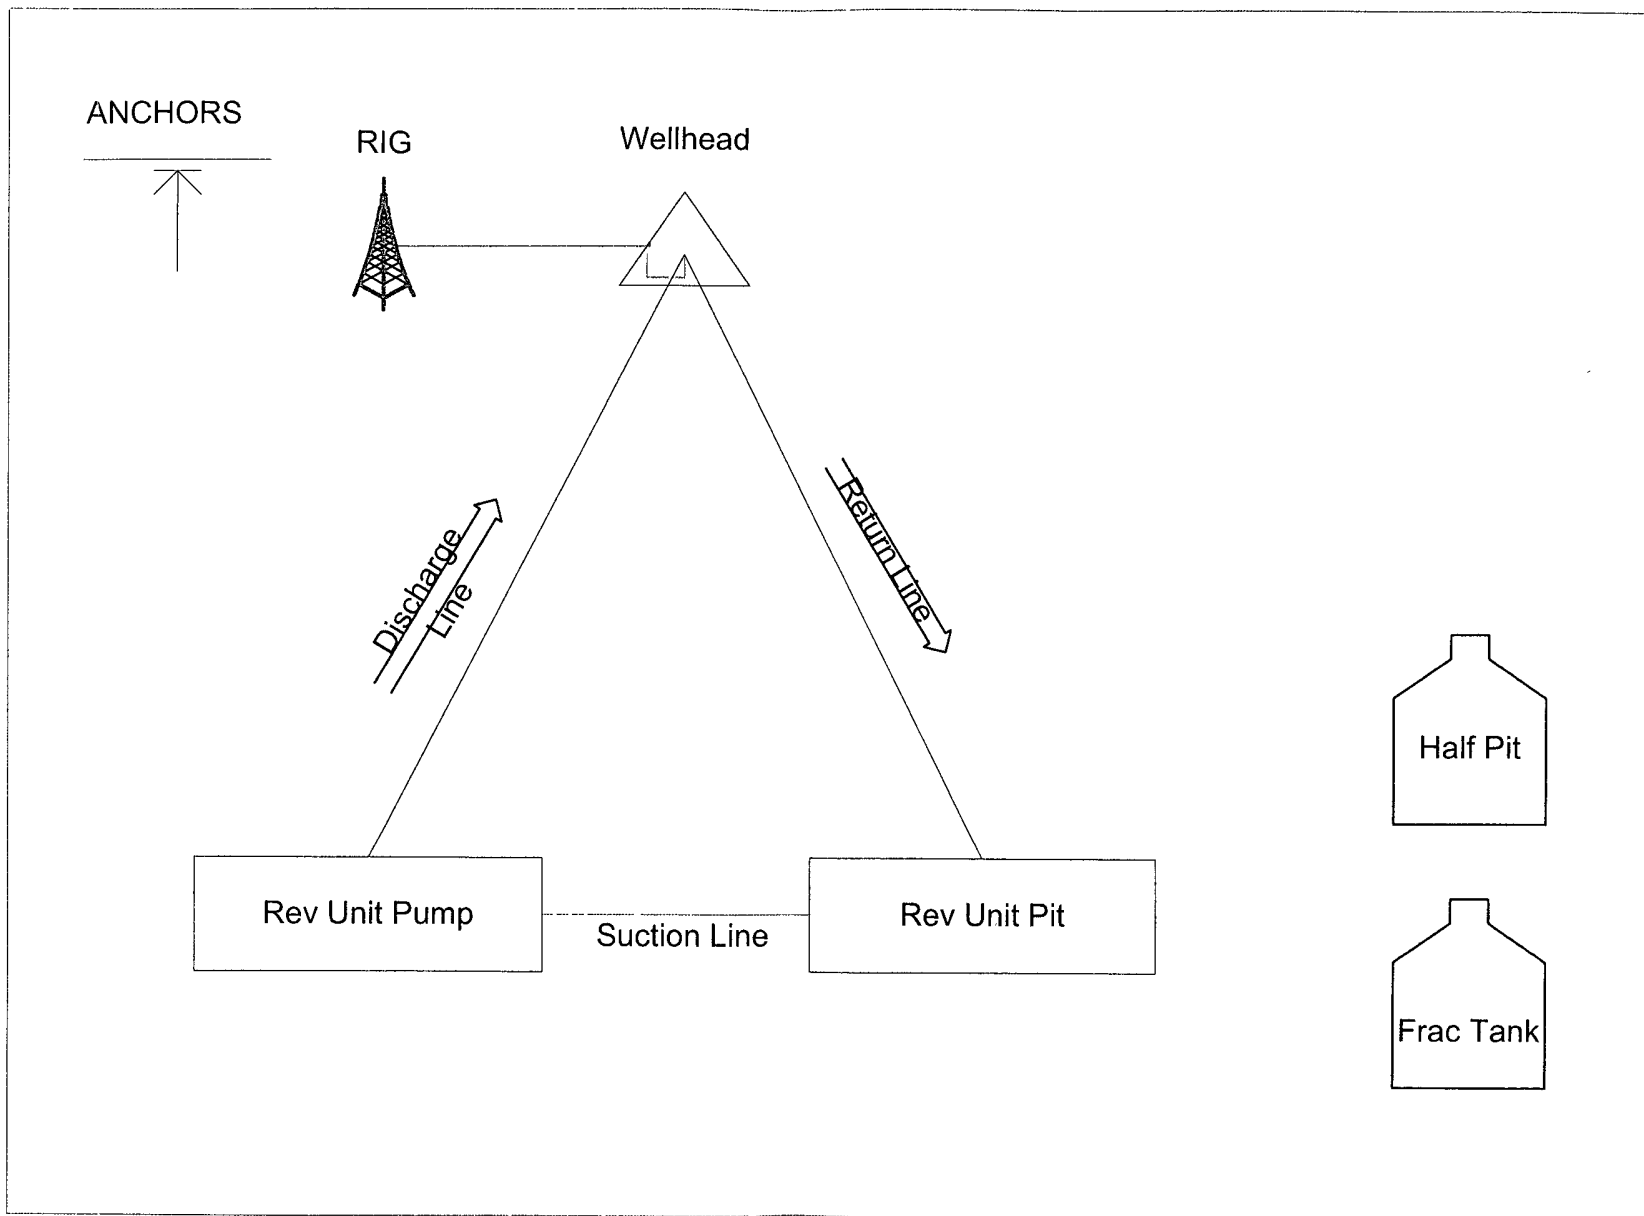 ANCHORS
RIG
Wellhead
Discharge
Line
Return Line
Half Pit
Rev Unit Pump
Suction Line
Rev Unit Pit
Frac Tank